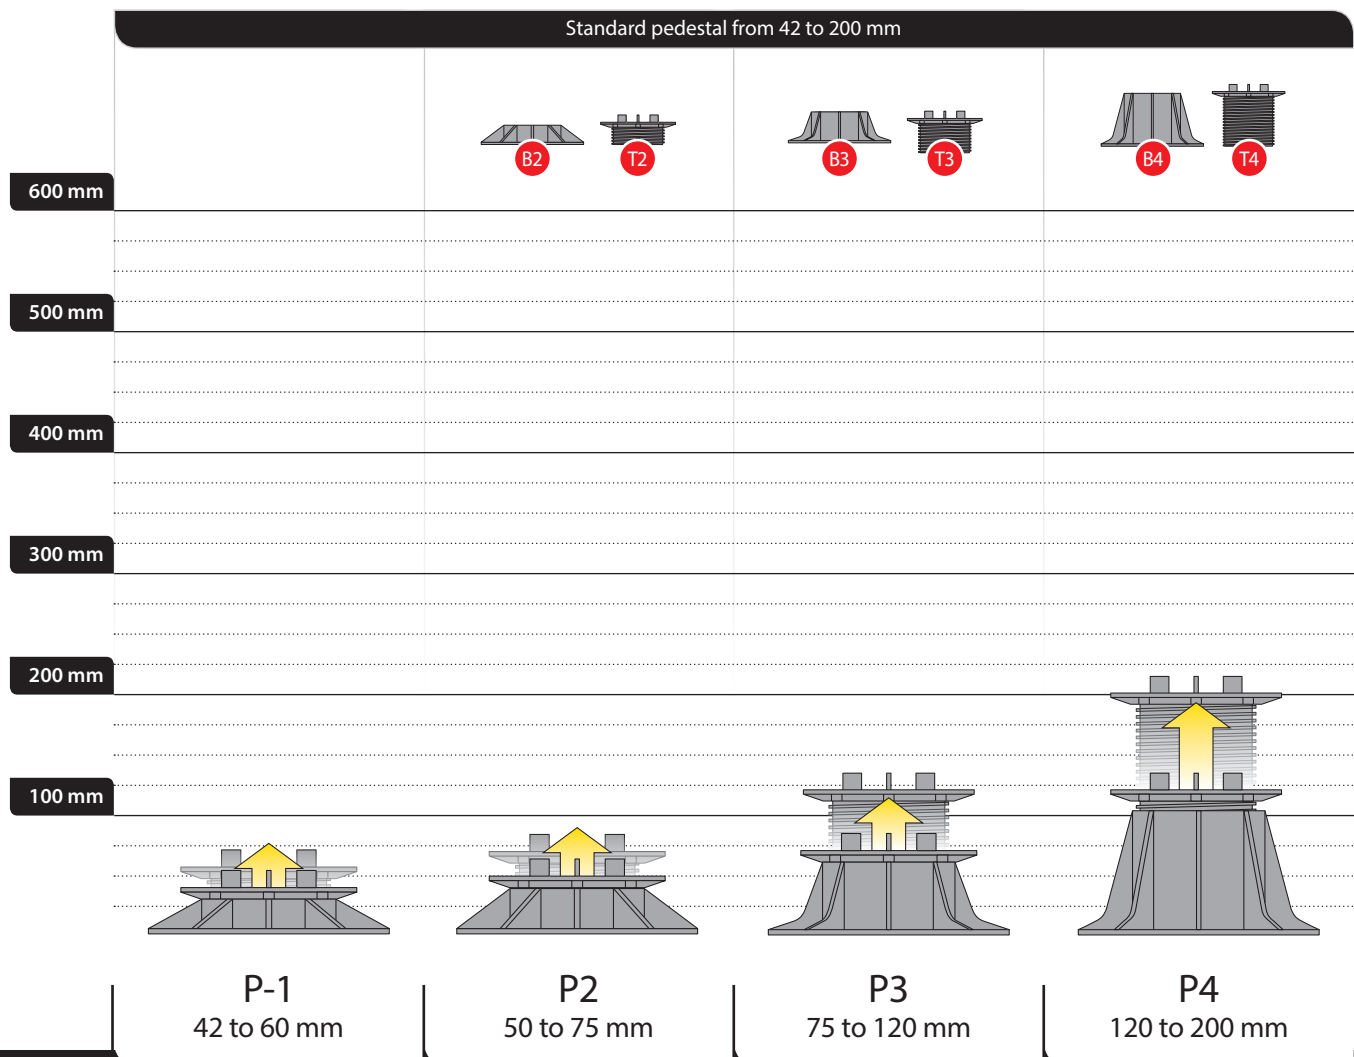 Standard pedestal from 42 to 200 mm
B2
T2
B3
T3
B4
T4
600 mm
500 mm
400 mm
300 mm
200 mm
100 mm
P-1
42 to 60 mm
P2
50 to 75 mm
P3
75 to 120 mm
P4
120 to 200 mm